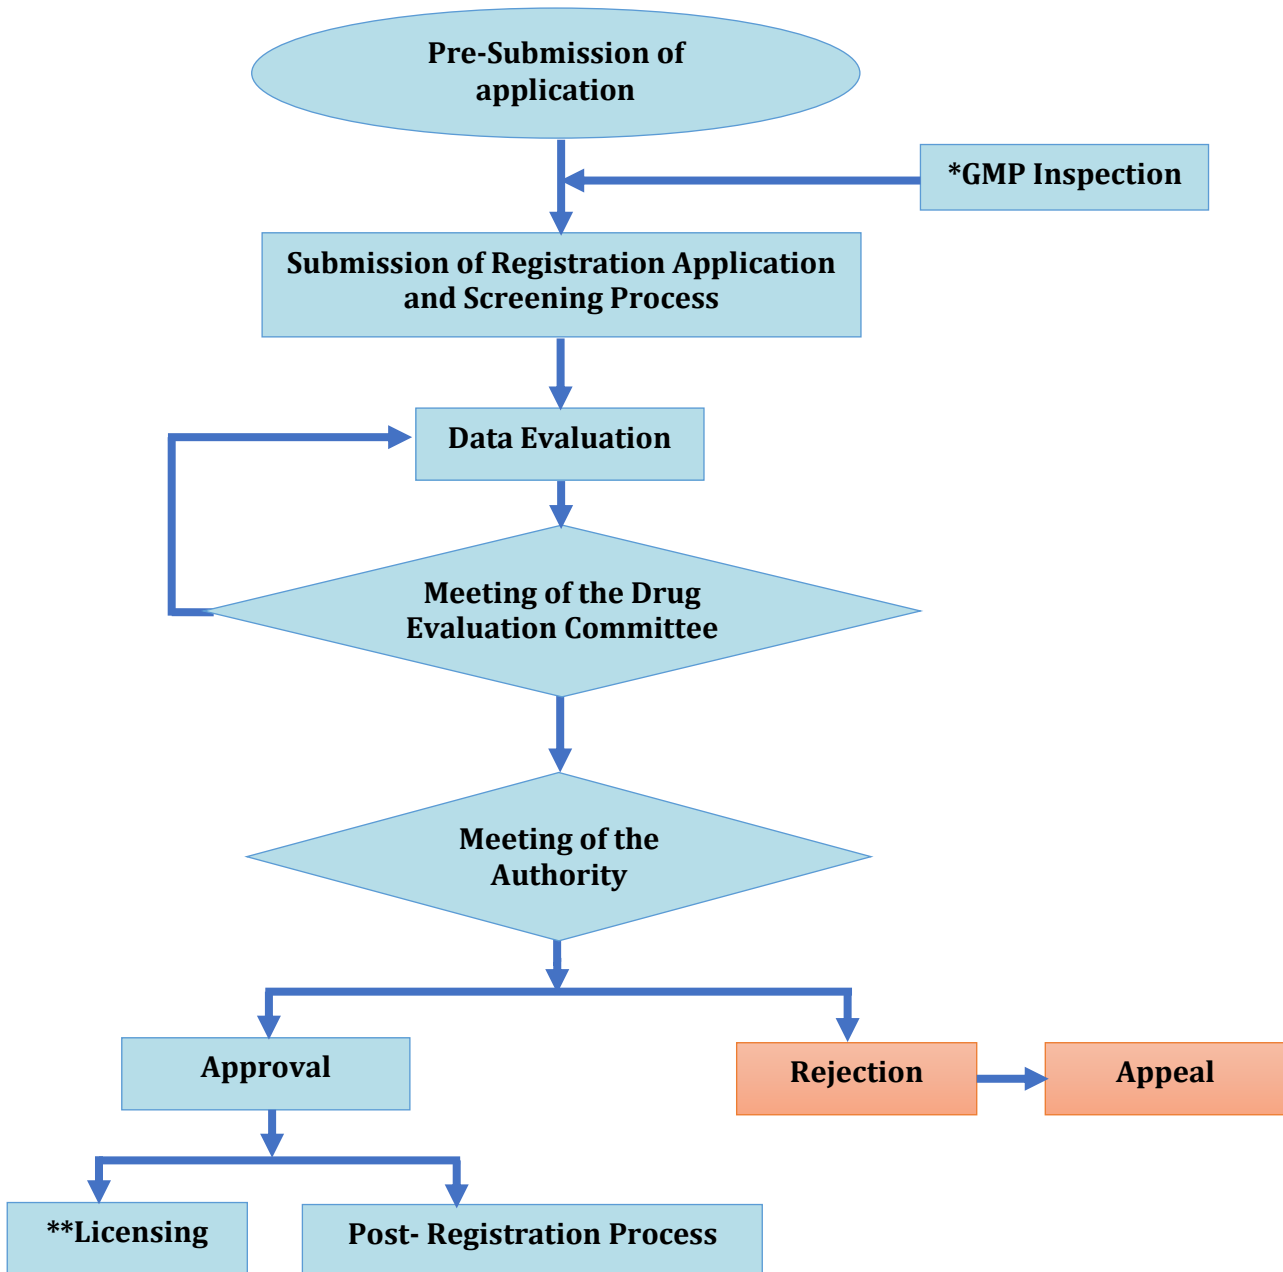 Pre-Submission of
application
*GMP Inspection
Submission of Registration Application
and Screening Process
Data Evaluation
Meeting of the Drug
Evaluation Committee
Meeting of the
Authority
Approval
Rejection
Appeal
**Licensing
Post- Registration Process